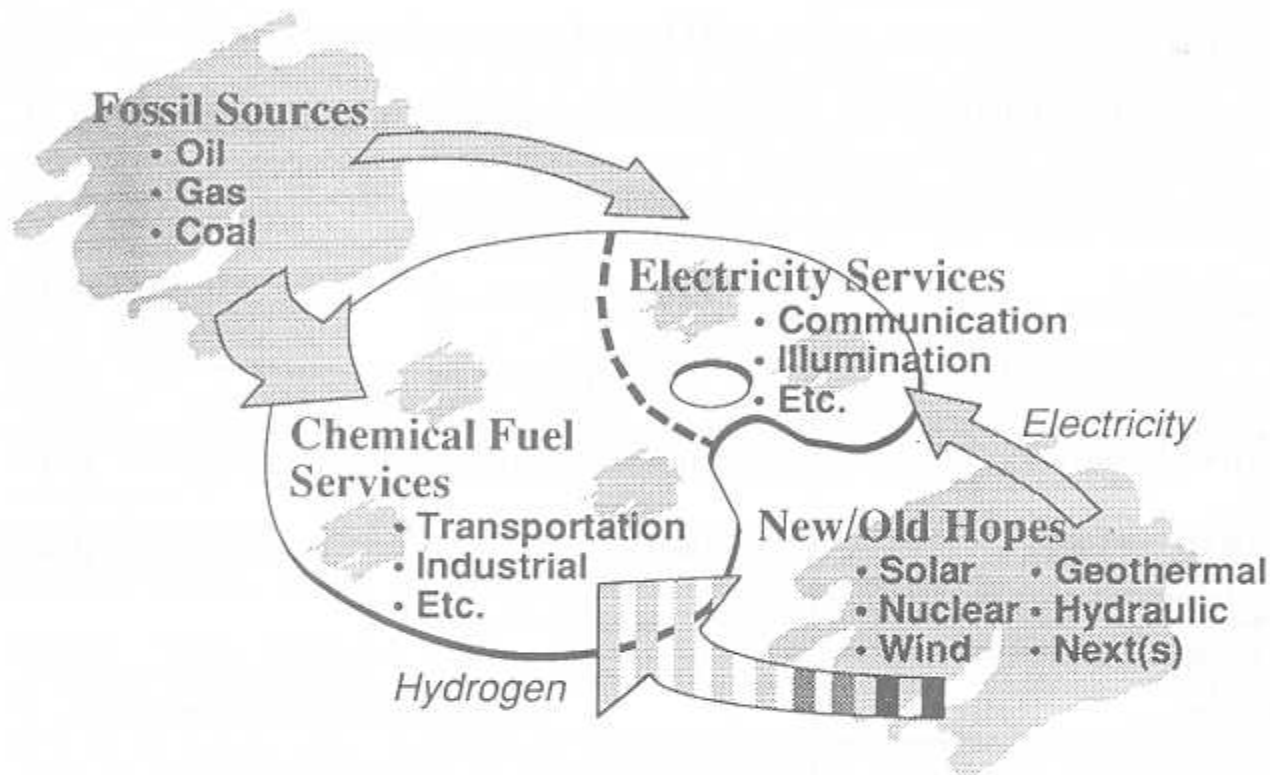 Fossil Sources
• Oil
• Gas
• Coal
Electricity Services
• Communication
• Illumination
• Etc.
Electricity
Chemical Fuel
Services
• Transportation
• Industrial
• Etc.
Hydrogen
New/Old Hopes
• Solar • Geothermal
• Nuclear • Hydraulic
• Wind • Next(s)